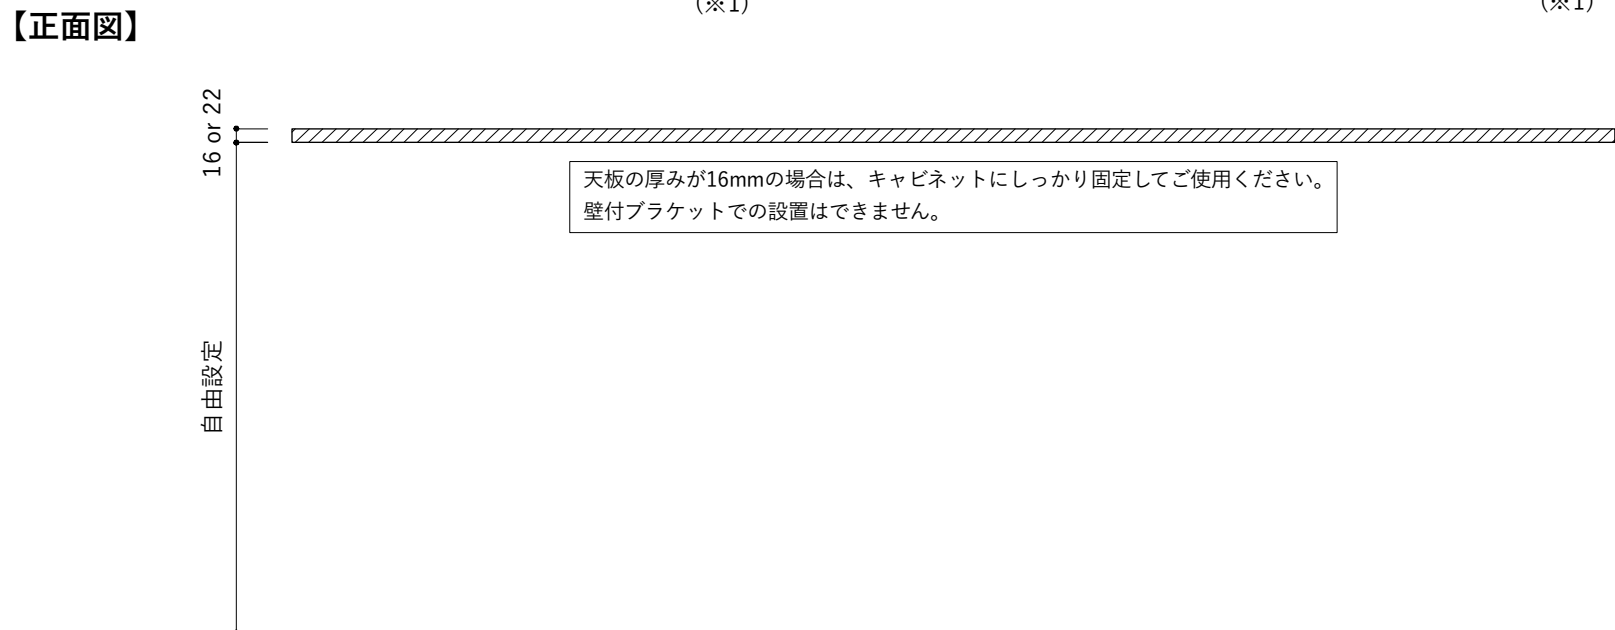 (※1)
(※1)
【正面図】
16 or 22
天板の厚みが16mmの場合は、キャビネットにしっかり固定してご使用ください。
壁付ブラケットでの設置はできません。
自由設定